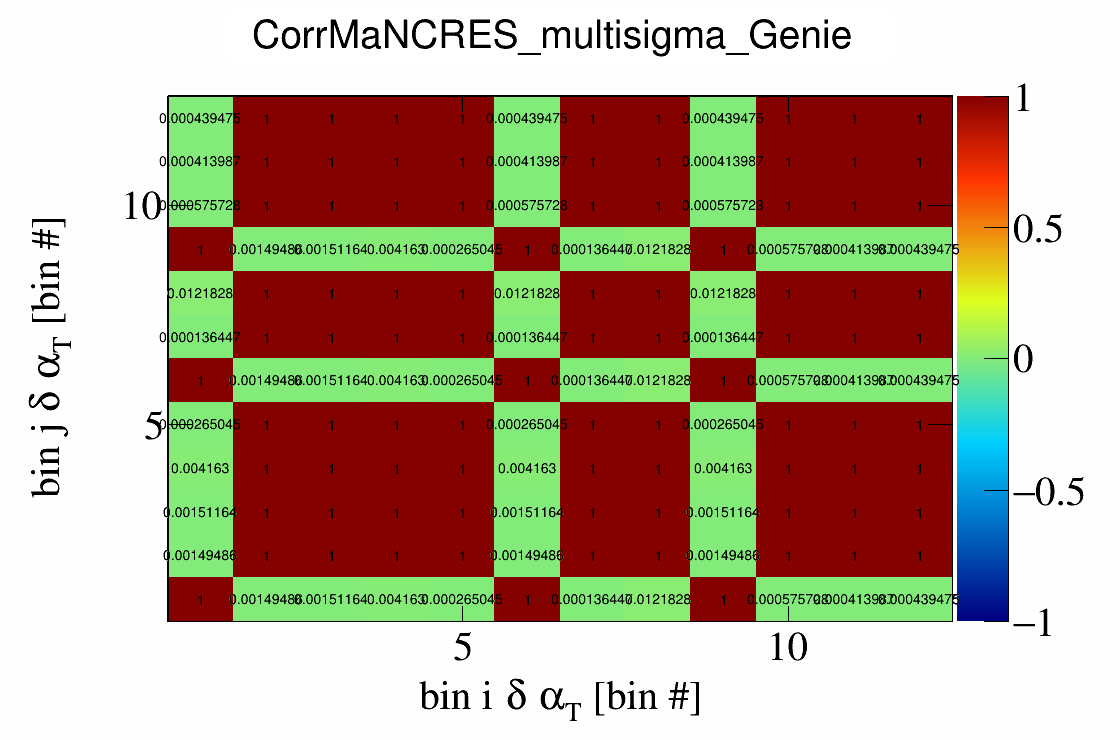 CorrMaNCRES_multisigma_Genie
0.000439475 1 1 1 1 0.000439475 1 1 0.000439475 1 1 1
0.000413987 1 1 1 1 0.000413987 1 1 0.000413987 1 1 1
0.000575728 1 1 1 1 0.000575728 1 1 0.000575728 1 1 1
1 0.00149486 0.00151164 0.004163 0.000265045 1 0.000136447 0.0121828 1 0.000575728 0.000413987 0.000439475
0.0121828 1 1 1 1 0.0121828 1 1 0.0121828 1 1 1
0.000136447 1 1 1 1 0.000136447 1 1 0.000136447 1 1 1
1 0.00149486 0.00151164 0.004163 0.000265045 1 0.000136447 0.0121828 1 0.000575728 0.000413987 0.000439475
0.000265045 1 1 1 1 0.000265045 1 1 0.000265045 1 1 1
0.004163 1 1 1 1 0.004163 1 1 0.004163 1 1 1
0.00151164 1 1 1 1 0.00151164 1 1 0.00151164 1 1 1
0.00149486 1 1 1 1 0.00149486 1 1 0.00149486 1 1 1
1 0.00149486 0.00151164 0.004163 0.000265045 1 0.000136447 0.0121828 1 0.000575728 0.000413987 0.000439475
10
5
bin j δ α_T [bin #]
5 10
bin i δ α_T [bin #]
1
0.5
0
−0.5
−1